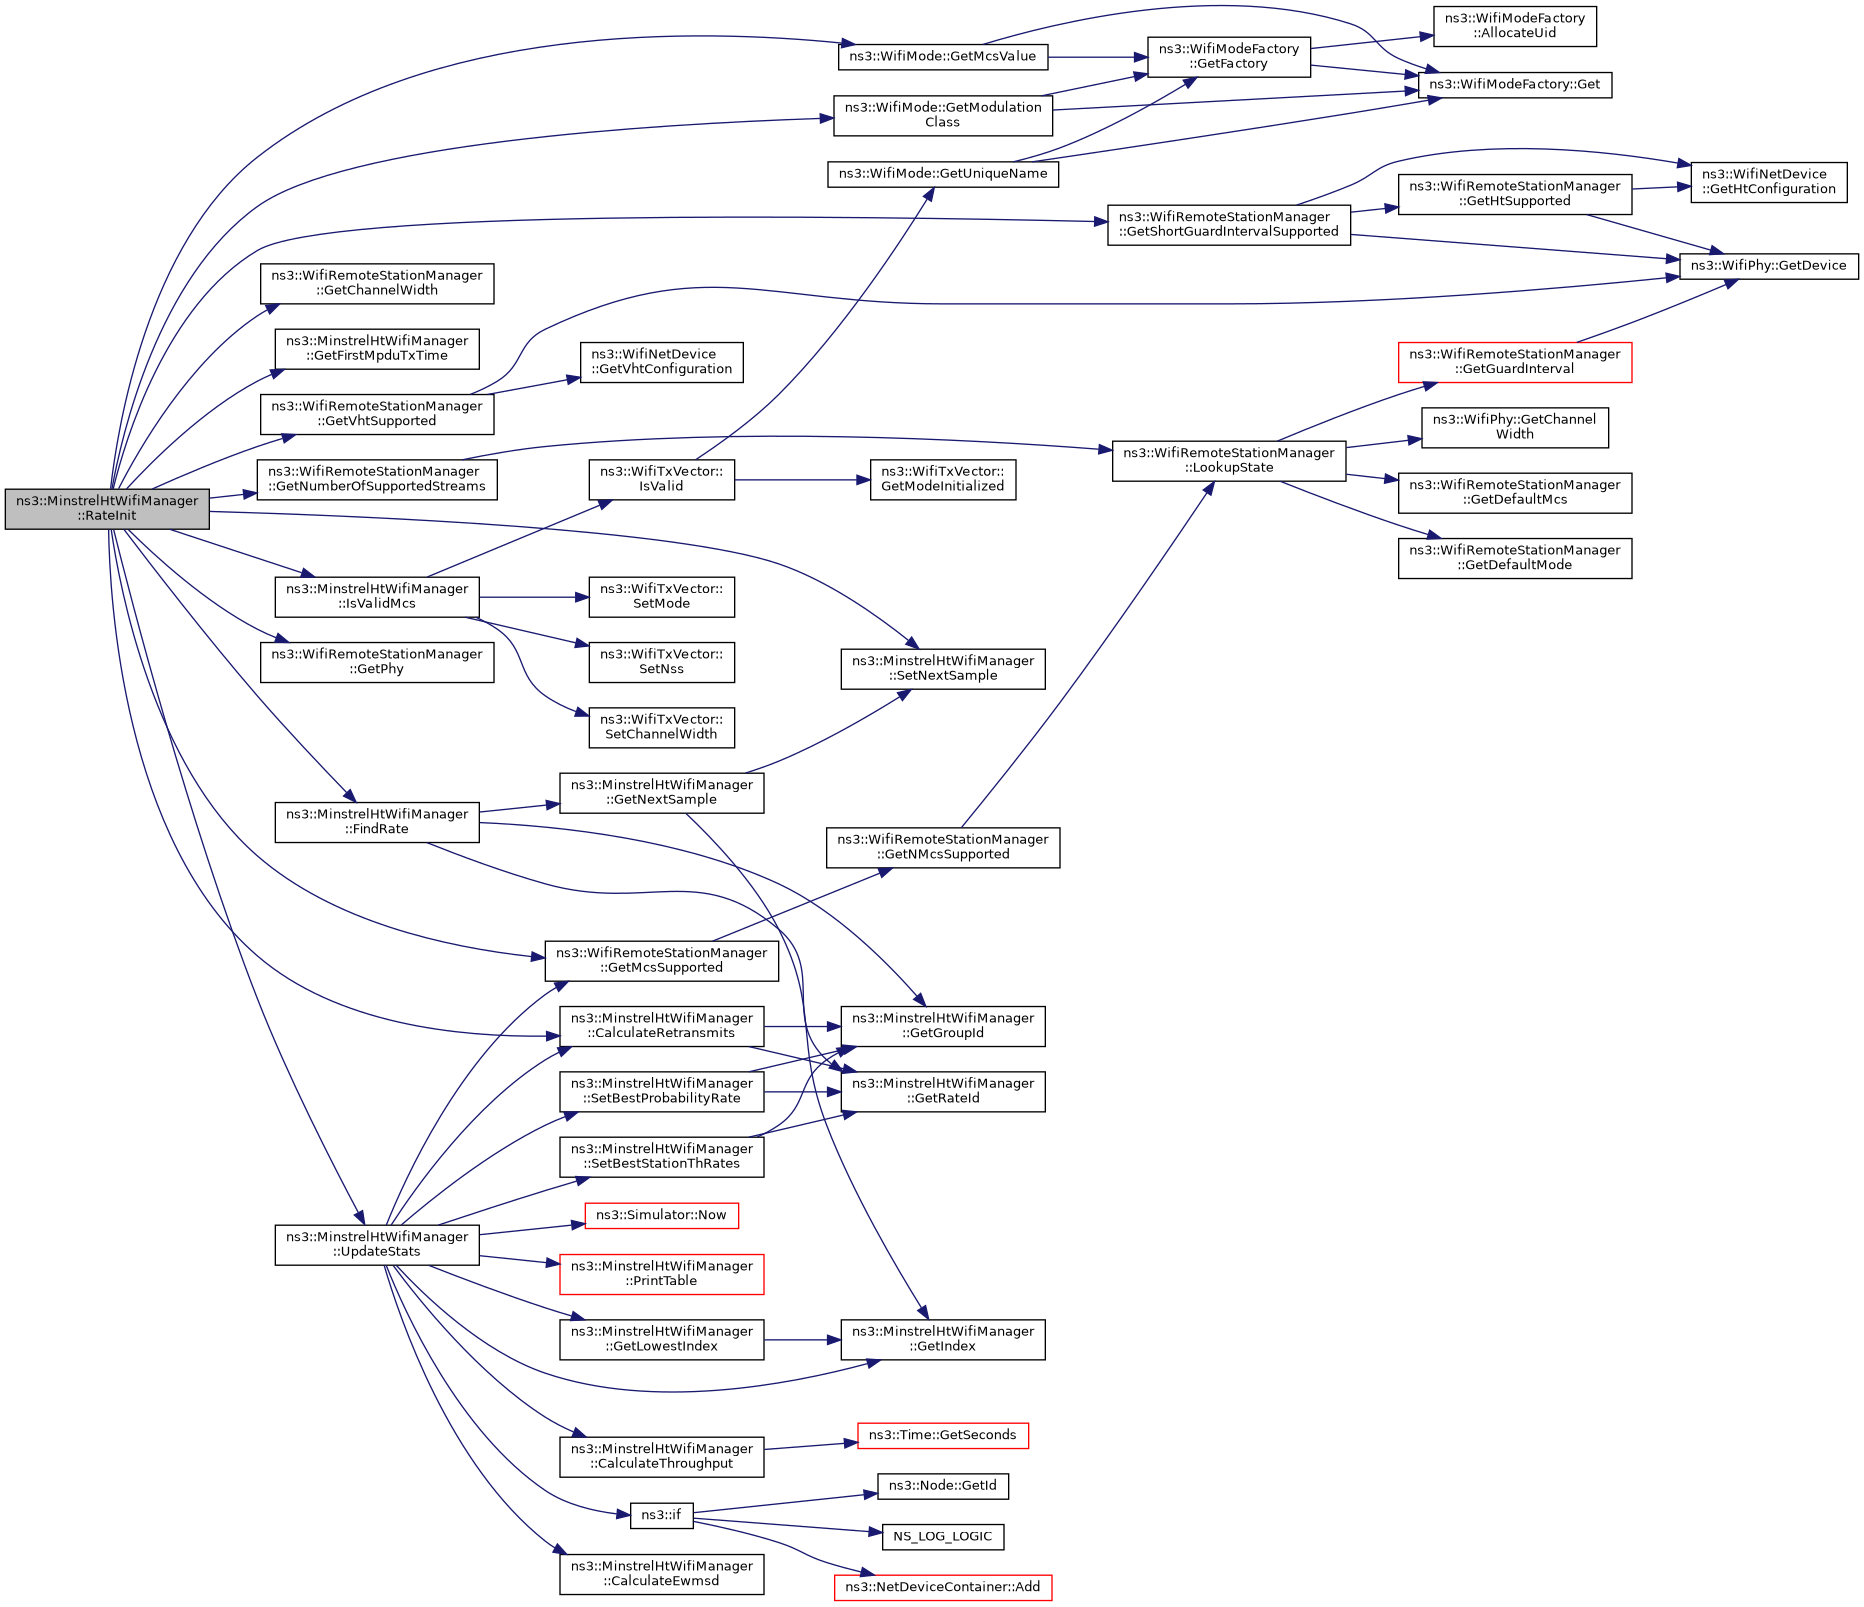 ns3::MinstrelHtWifiManager
::RateInit
ns3::WifiMode::GetMcsValue
ns3::WifiModeFactory
::GetFactory
ns3::WifiModeFactory
::AllocateUid
ns3::WifiModeFactory::Get
ns3::WifiMode::GetModulation
Class
ns3::WifiMode::GetUniqueName
ns3::WifiRemoteStationManager
::GetShortGuardIntervalSupported
ns3::WifiRemoteStationManager
::GetHtSupported
ns3::WifiNetDevice
::GetHtConfiguration
ns3::WifiPhy::GetDevice
ns3::WifiRemoteStationManager
::GetChannelWidth
ns3::MinstrelHtWifiManager
::GetFirstMpduTxTime
ns3::WifiRemoteStationManager
::GetVhtSupported
ns3::WifiNetDevice
::GetVhtConfiguration
ns3::WifiRemoteStationManager
::GetNumberOfSupportedStreams
ns3::WifiTxVector::
IsValid
ns3::WifiTxVector::
GetModeInitialized
ns3::WifiRemoteStationManager
::LookupState
ns3::WifiRemoteStationManager
::GetGuardInterval
ns3::WifiPhy::GetChannel
Width
ns3::WifiRemoteStationManager
::GetDefaultMcs
ns3::WifiRemoteStationManager
::GetDefaultMode
ns3::MinstrelHtWifiManager
::IsValidMcs
ns3::WifiTxVector::
SetMode
ns3::WifiTxVector::
SetNss
ns3::WifiTxVector::
SetChannelWidth
ns3::WifiRemoteStationManager
::GetPhy
ns3::MinstrelHtWifiManager
::SetNextSample
ns3::MinstrelHtWifiManager
::GetNextSample
ns3::MinstrelHtWifiManager
::FindRate
ns3::WifiRemoteStationManager
::GetNMcsSupported
ns3::WifiRemoteStationManager
::GetMcsSupported
ns3::MinstrelHtWifiManager
::CalculateRetransmits
ns3::MinstrelHtWifiManager
::GetGroupId
ns3::MinstrelHtWifiManager
::SetBestProbabilityRate
ns3::MinstrelHtWifiManager
::GetRateId
ns3::MinstrelHtWifiManager
::SetBestStationThRates
ns3::MinstrelHtWifiManager
::UpdateStats
ns3::Simulator::Now
ns3::MinstrelHtWifiManager
::PrintTable
ns3::MinstrelHtWifiManager
::GetLowestIndex
ns3::MinstrelHtWifiManager
::GetIndex
ns3::MinstrelHtWifiManager
::CalculateThroughput
ns3::Time::GetSeconds
ns3::if
ns3::Node::GetId
NS_LOG_LOGIC
ns3::NetDeviceContainer::Add
ns3::MinstrelHtWifiManager
::CalculateEwmsd